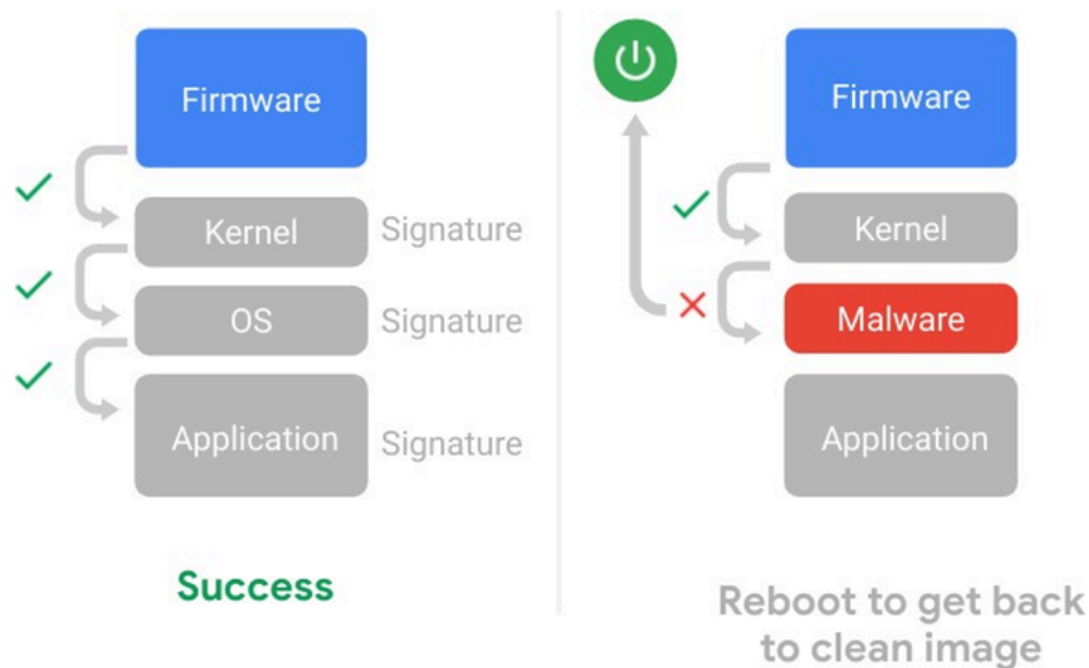 Firmware
Kernel
Signature
OS
Signature
Application
Signature
Success
Firmware
Kernel
Malware
Application
Reboot to get back
to clean image